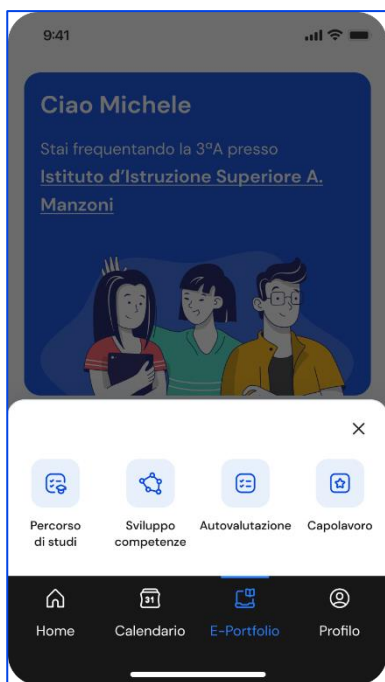 9:41
Ciao Michele
Stai frequentando la 3ªA presso
Istituto d'Istruzione Superiore A.
Manzoni
Percorso
di studi
Sviluppo
competenze
Autovalutazione
Capolavoro
31
Home
Calendario
E-Portfolio
Profilo